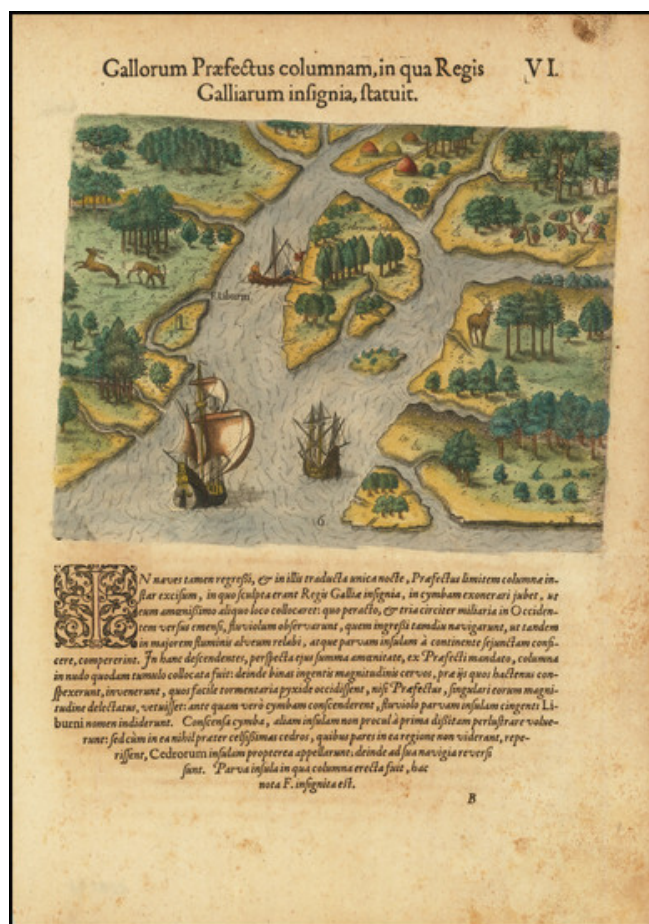 Gallorum Præfectus columnam, in qua Regis VI.
Galliarum insignia, statuit.
F. Liburni
6
IN naves tamen regressi, & in illis traducta unica nocte, Præfectus limitem columnæ in-
star excisum, in quo sculpta erant Regis Galliæ insignia, in cymbam exonerari jubet, ut
eum amœnissimo aliquo loco collocaret: quo peracto, & tria circiter miliaria in Occiden-
tem versus emensi, fluviolum observarunt, quem ingressi tamdiu navigarunt, ut tandem
in majorem fluminis alveum relabi, atque parvam insulam à continente sejunctam confi-
cere, compererint. In hanc descendentes, perspecta ejus summa amœnitate, ex Præfecti mandato, columna
in nudo quodam tumulo collocata fuit: deinde binas ingentis magnitudinis cervos, præ ijs quos hactenus con-
spexerunt, invenerunt, quos facile tormentaria pyxide occidissent, nisi Præfectus, singulari eorum magni-
tudine delectatus, vetuisset: ante quam verò cymbam conscenderent, fluviolo parvam insulam cingenti Li-
burni nomen indiderunt. Conscensa cymba, aliam insulam non procul à prima dissitam perlustrare volue-
runt: sed cùm in ea nihil præter celsissimas cedros, quibus pares in ea regione non viderant, repe-
rissent, Cedrorum insulam propterea appellarunt: deinde ad sua navigia reversi
sunt. Parva insula in qua columna erecta fuit, hac
nota F. insignita est.
B